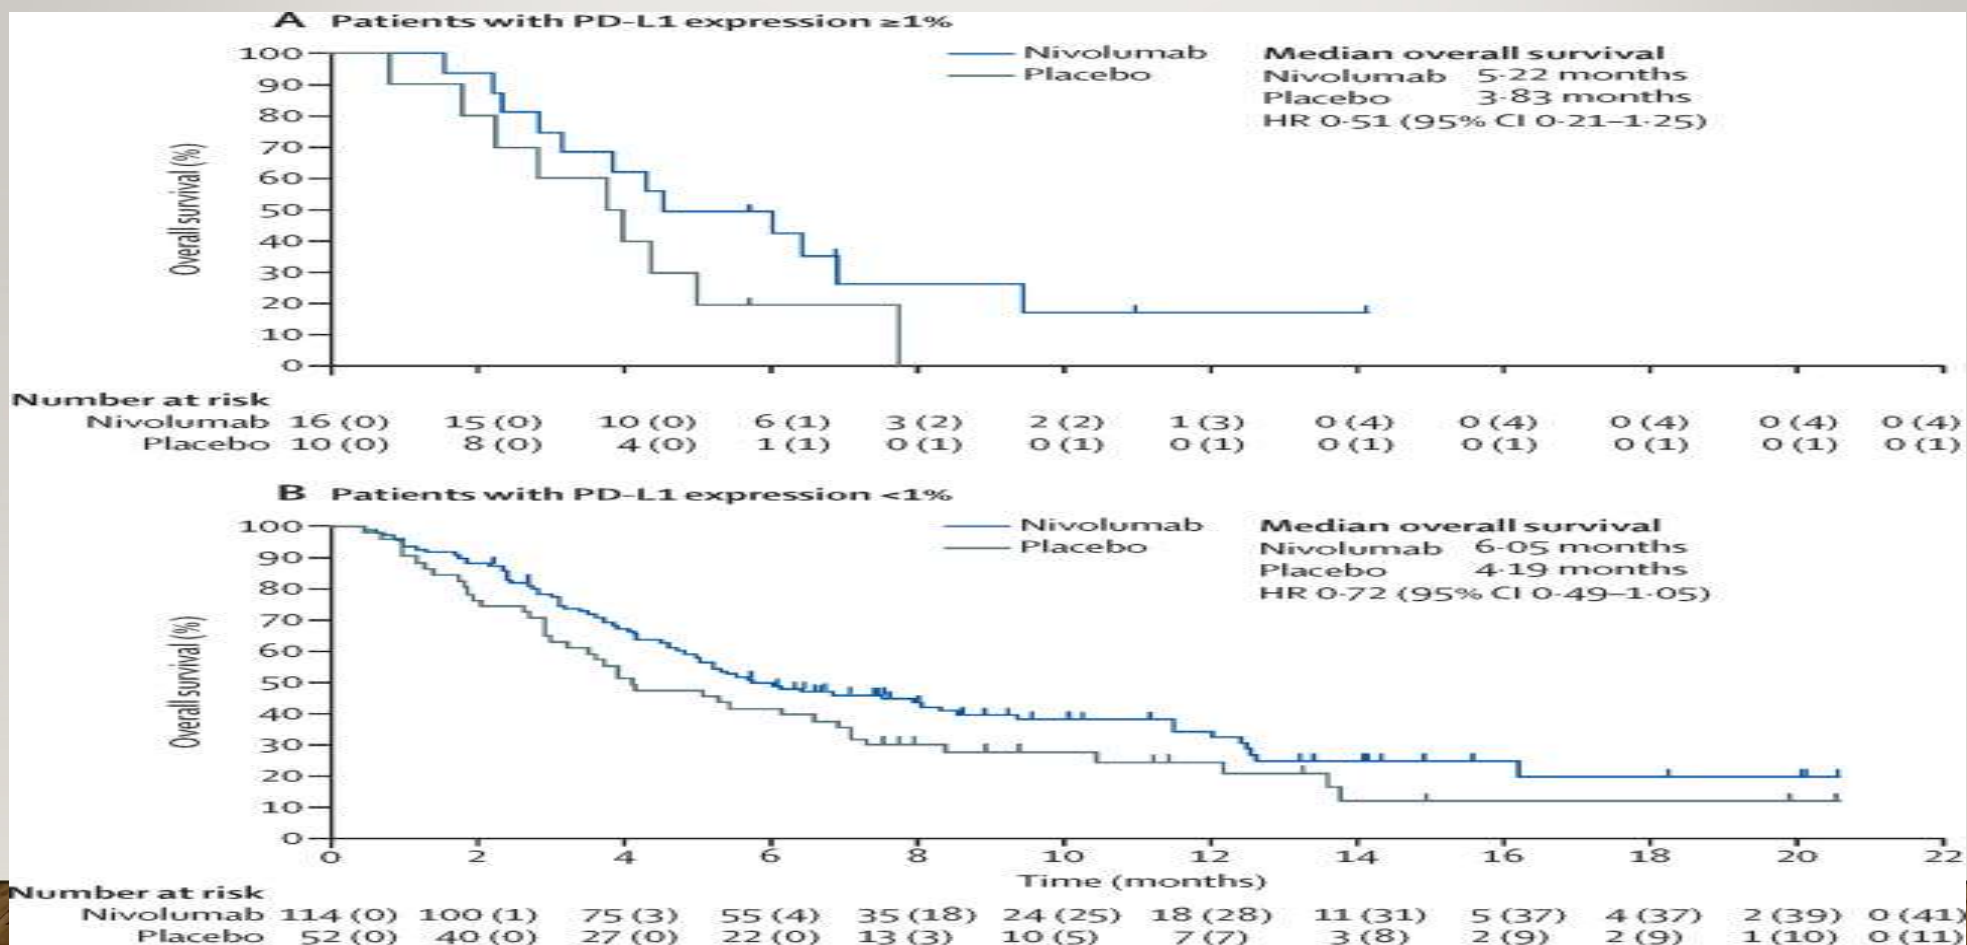 A Patients with PD-L1 expression ≥1%
Nivolumab
Placebo
Median overall survival
Nivolumab 5·22 months
Placebo 3·83 months
HR 0·51 (95% CI 0·21–1·25)
Overall survival (%)
100
90
80
70
60
50
40
30
20
10
0
Number at risk
Nivolumab 16 (0) 15 (0) 10 (0) 6 (1) 3 (2) 2 (2) 1 (3) 0 (4) 0 (4) 0 (4) 0 (4) 0 (4)
Placebo 10 (0) 8 (0) 4 (0) 1 (1) 0 (1) 0 (1) 0 (1) 0 (1) 0 (1) 0 (1) 0 (1) 0 (1)
B Patients with PD-L1 expression <1%
Nivolumab
Placebo
Median overall survival
Nivolumab 6·05 months
Placebo 4·19 months
HR 0·72 (95% CI 0·49–1·05)
Overall survival (%)
100
90
80
70
60
50
40
30
20
10
0
0 2 4 6 8 10 12 14 16 18 20 22
Time (months)
Number at risk
Nivolumab 114 (0) 100 (1) 75 (3) 55 (4) 35 (18) 24 (25) 18 (28) 11 (31) 5 (37) 4 (37) 2 (39) 0 (41)
Placebo 52 (0) 40 (0) 27 (0) 22 (0) 13 (3) 10 (5) 7 (7) 3 (8) 2 (9) 2 (9) 1 (10) 0 (11)